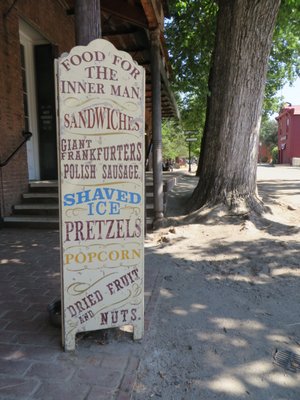 FOOD FOR
THE
INNER MAN.
SANDWICHES
GIANT
FRANKFURTERS
POLISH SAUSAGE.
SHAVED
ICE
PRETZELS
POPCORN
DRIED FRUIT
AND NUTS.